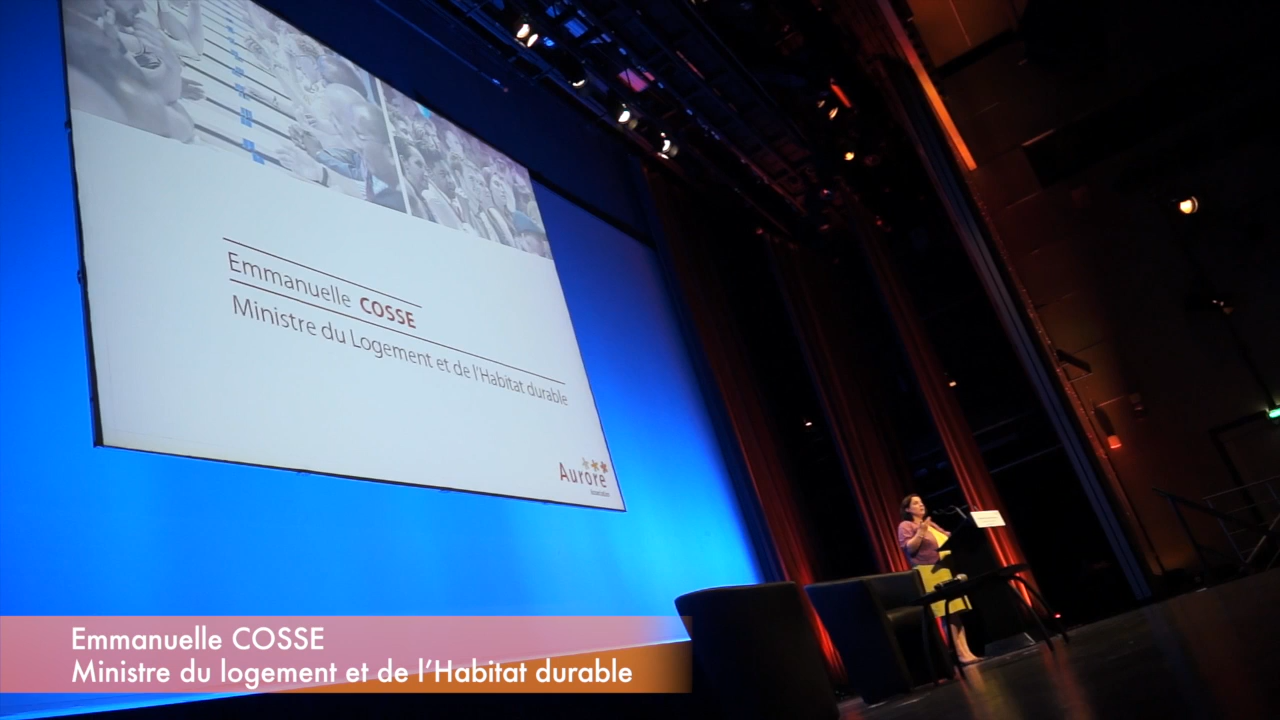 Emmanuelle COSSE
Ministre du Logement et de l'Habitat durable
Aurore
Emmanuelle COSSE
Ministre du logement et de l'Habitat durable